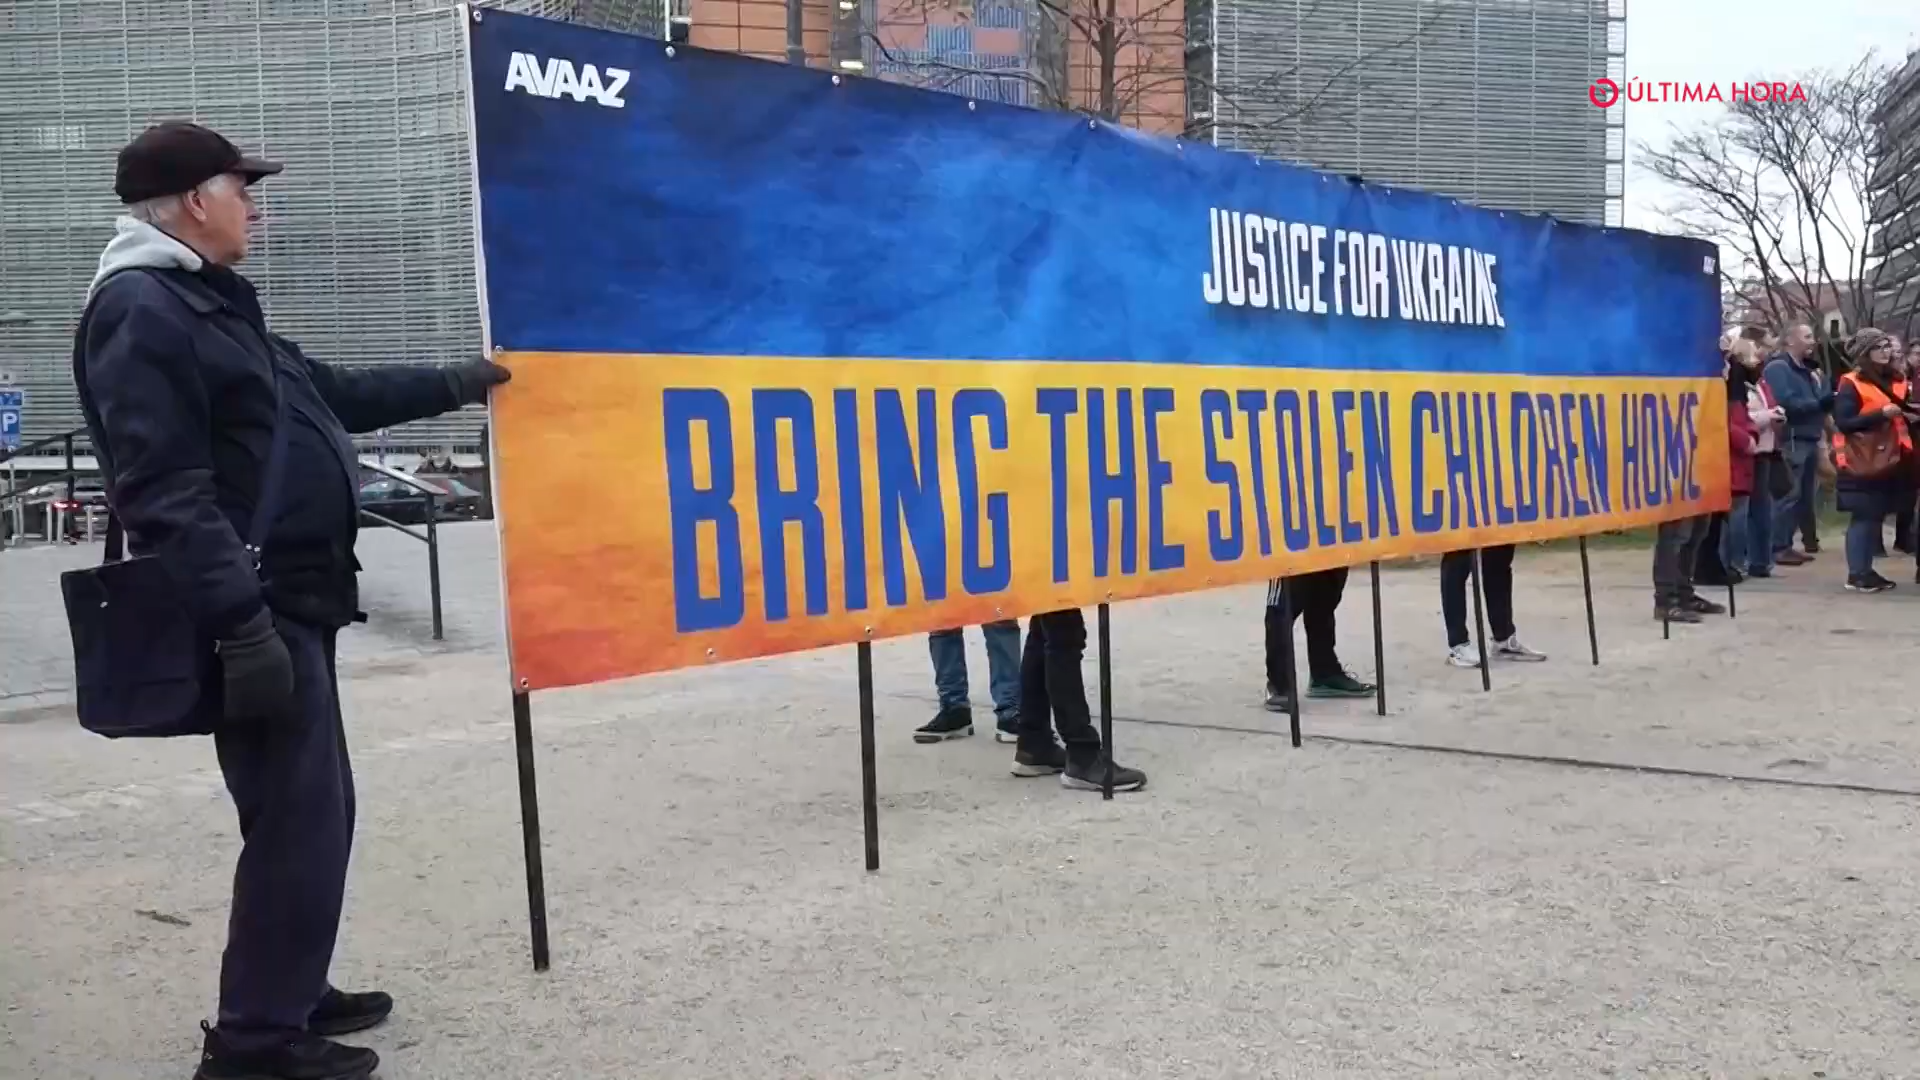 AVAAZ
ÚLTIMA HORA
JUSTICE FOR UKRAINE
BRING THE STOLEN CHILDREN HOME
P